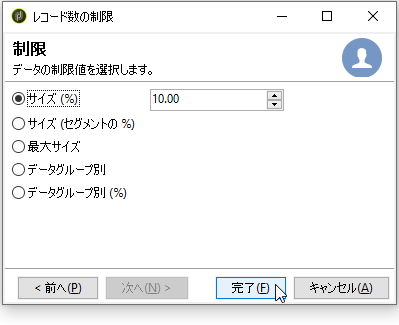 レコード数の制限
制限
データの制限値を選択します。
サイズ (%) 10.00
サイズ (セグメントの %)
最大サイズ
データグループ別
データグループ別 (%)
< 前へ(P) 次へ(N) > 完了(F) キャンセル(A)